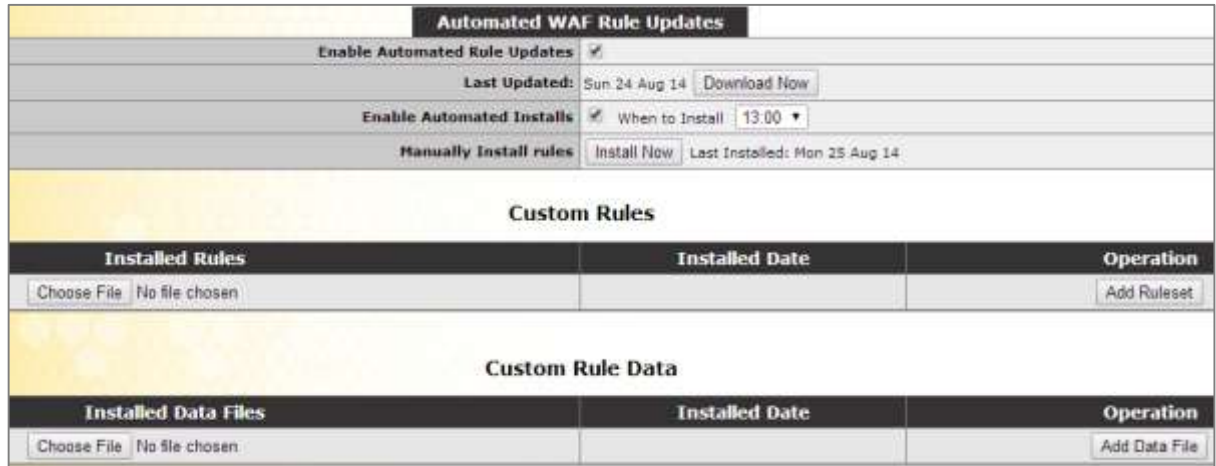 Automated WAF Rule Updates
Enable Automated Rule Updates
Last Updated: Sun 24 Aug 14 Download Now
Enable Automated Installs When to Install 13:00
Manually Install rules Install Now Last Installed: Mon 25 Aug 14
Custom Rules
Installed Rules Installed Date Operation
Choose File No file chosen Add Ruleset
Custom Rule Data
Installed Data Files Installed Date Operation
Choose File No file chosen Add Data File